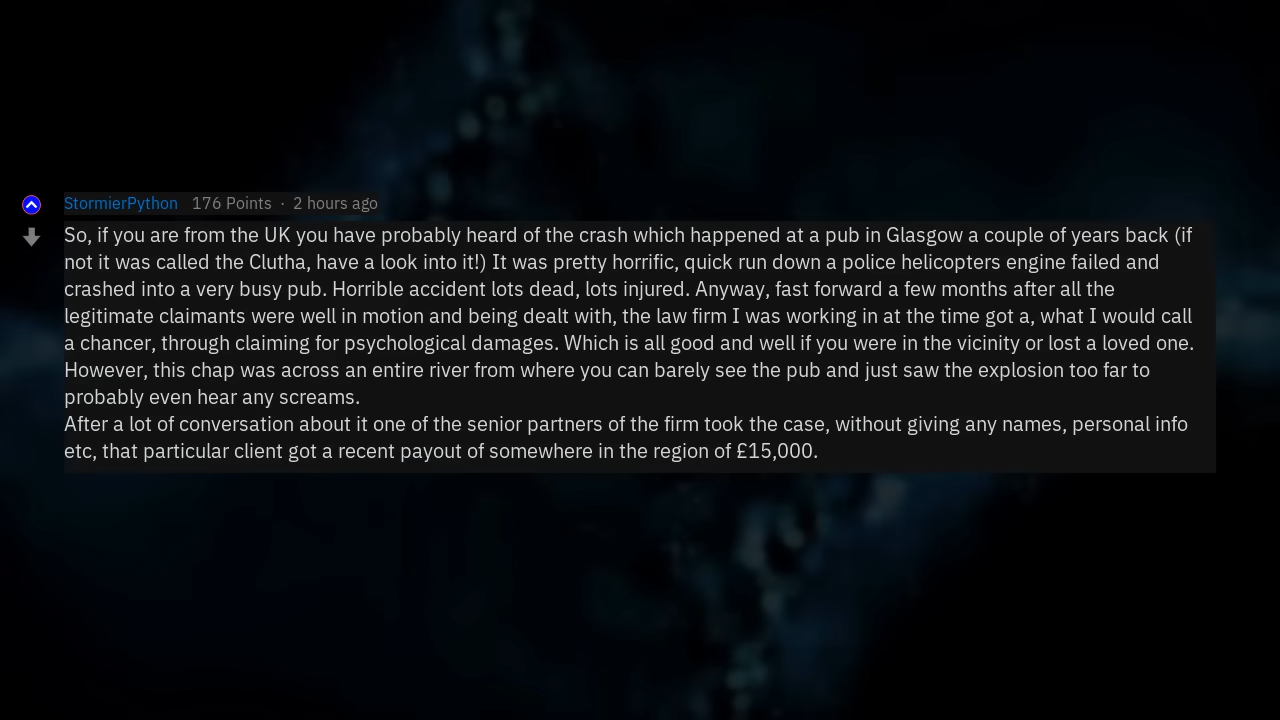 StormierPython 176 Points · 2 hours ago
So, if you are from the UK you have probably heard of the crash which happened at a pub in Glasgow a couple of years back (if
not it was called the Clutha, have a look into it!) It was pretty horrific, quick run down a police helicopters engine failed and
crashed into a very busy pub. Horrible accident lots dead, lots injured. Anyway, fast forward a few months after all the
legitimate claimants were well in motion and being dealt with, the law firm I was working in at the time got a, what I would call
a chancer, through claiming for psychological damages. Which is all good and well if you were in the vicinity or lost a loved one.
However, this chap was across an entire river from where you can barely see the pub and just saw the explosion too far to
probably even hear any screams.
After a lot of conversation about it one of the senior partners of the firm took the case, without giving any names, personal info
etc, that particular client got a recent payout of somewhere in the region of £15,000.